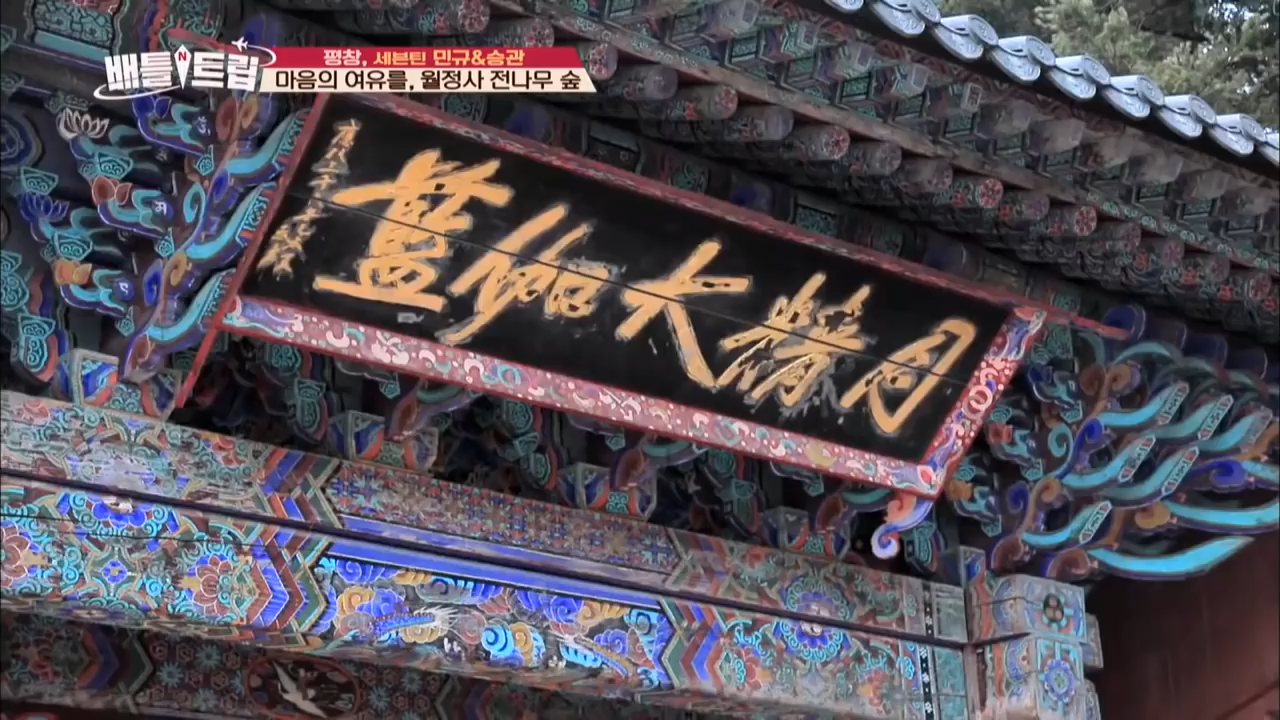 배틀트립
평창, 세븐틴 민규&승관
마음의 여유를, 월정사 전나무 숲
月精大伽藍